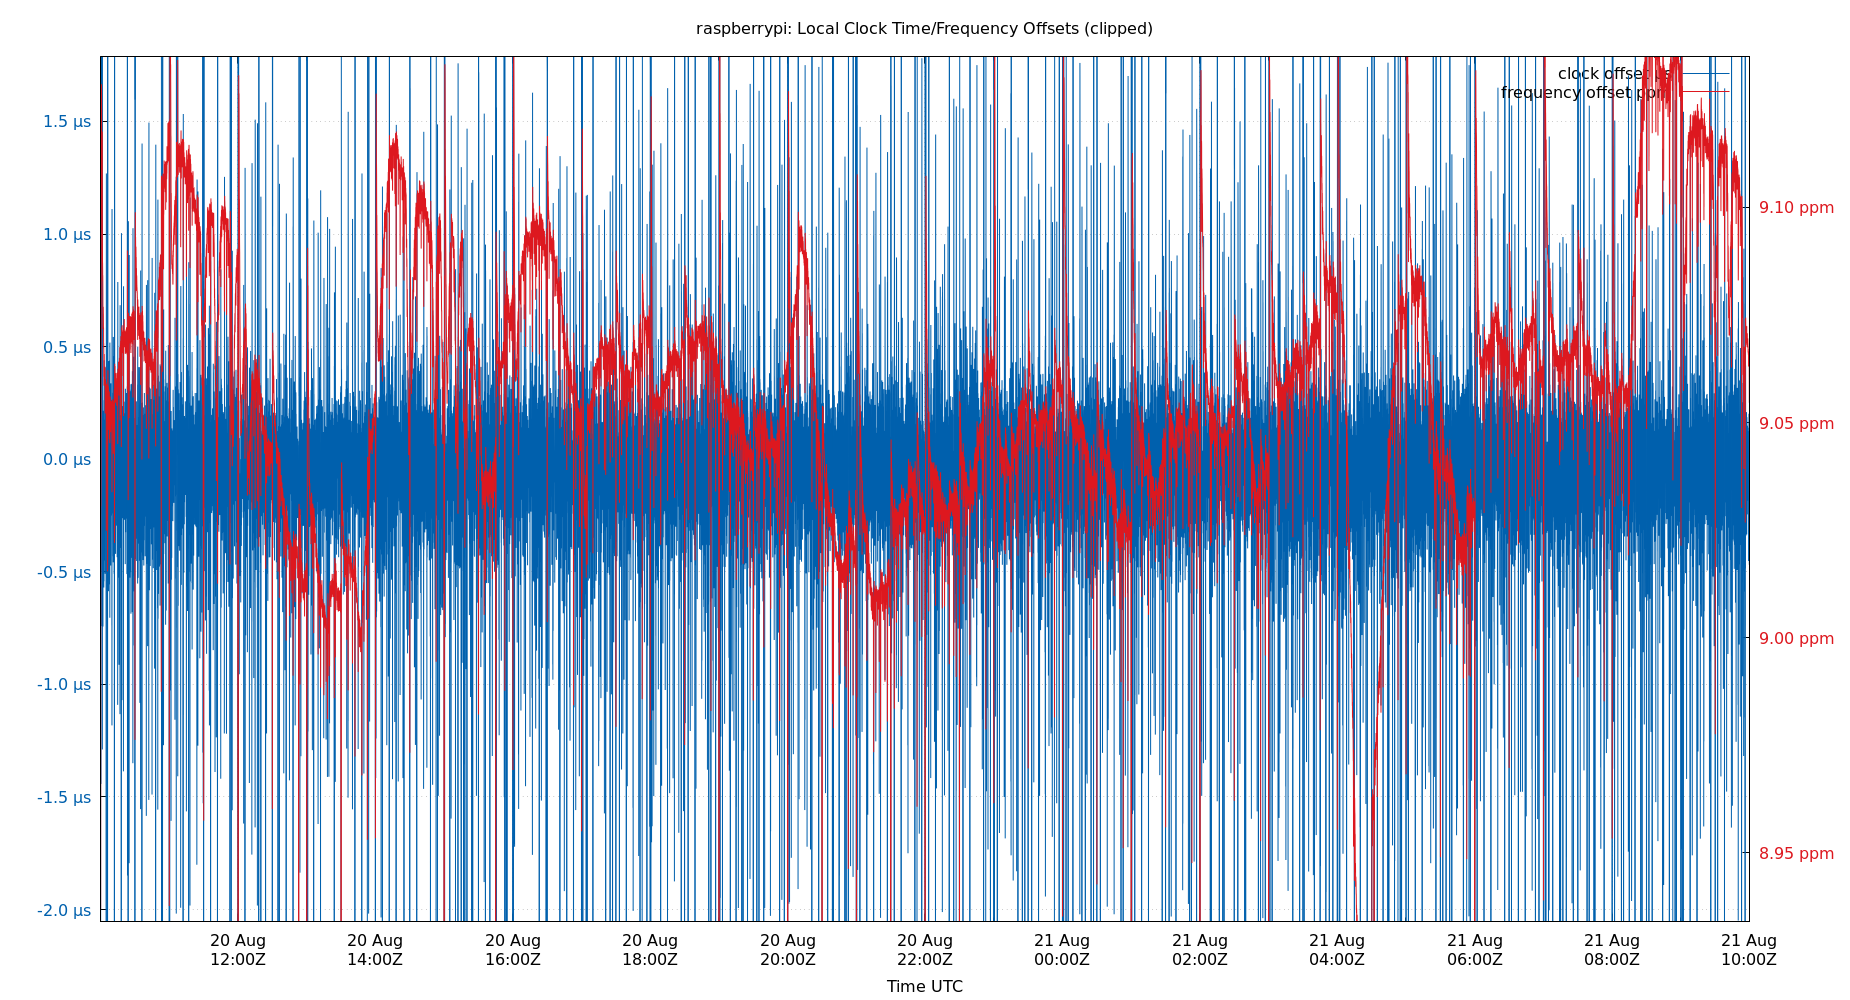 raspberrypi: Local Clock Time/Frequency Offsets (clipped)
clock offset µs
frequency offset ppm
1.5 µs
1.0 µs
0.5 µs
0.0 µs
-0.5 µs
-1.0 µs
-1.5 µs
-2.0 µs
9.10 ppm
9.05 ppm
9.00 ppm
8.95 ppm
20 Aug 20 Aug 20 Aug 20 Aug 20 Aug 20 Aug 21 Aug 21 Aug 21 Aug 21 Aug 21 Aug 21 Aug
12:00Z 14:00Z 16:00Z 18:00Z 20:00Z 22:00Z 00:00Z 02:00Z 04:00Z 06:00Z 08:00Z 10:00Z
Time UTC